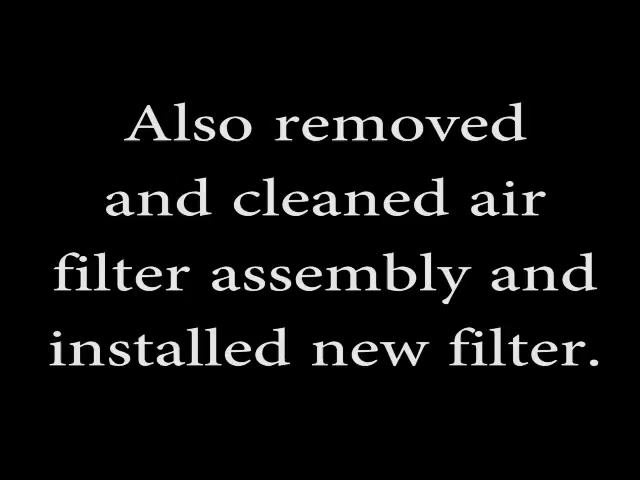 Also removed
and cleaned air
filter assembly and
installed new filter.